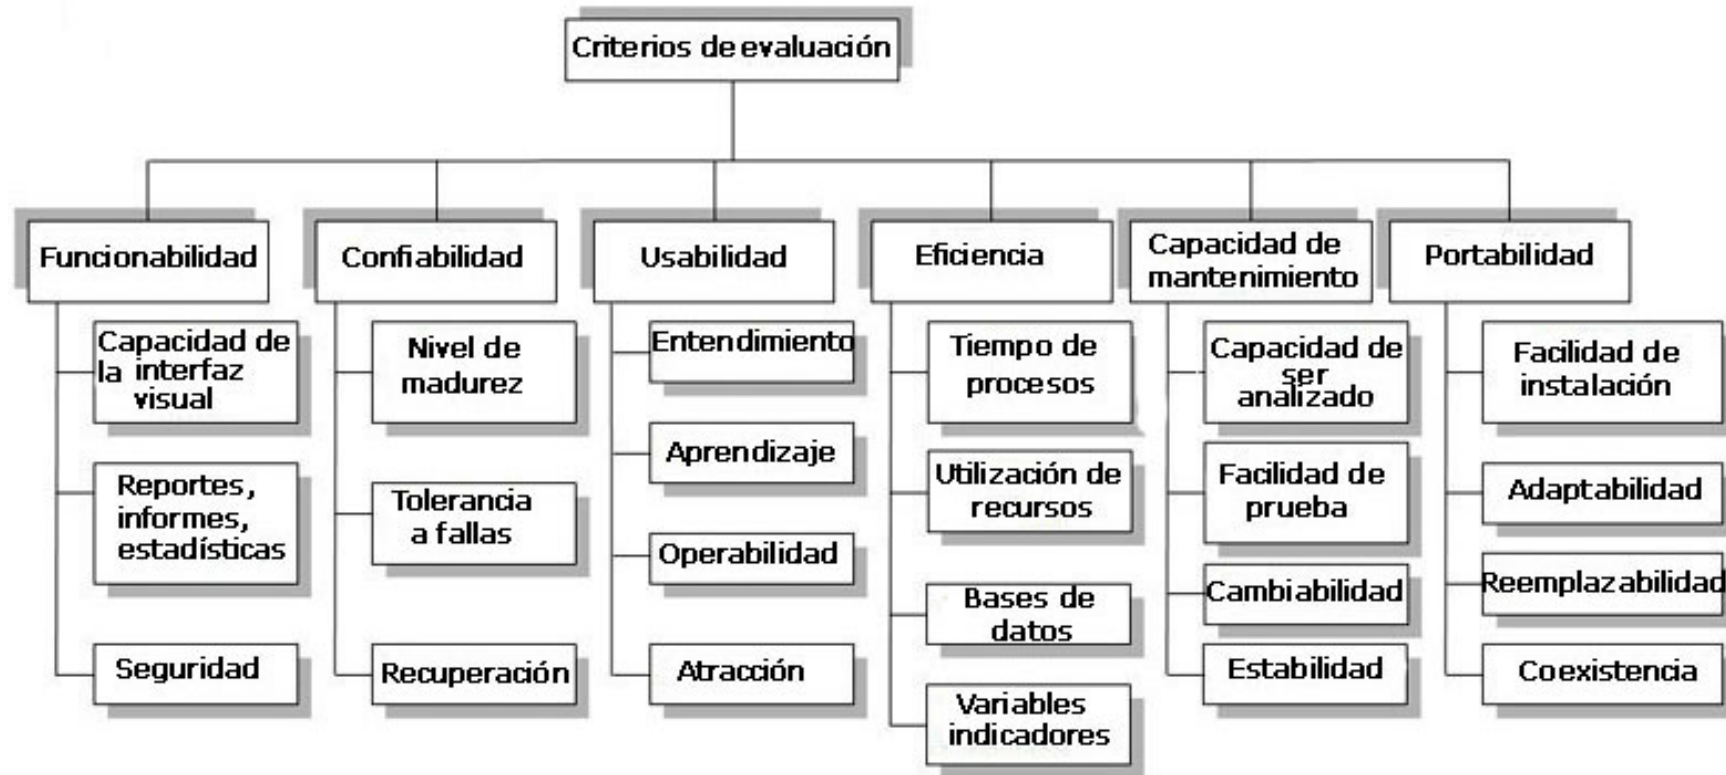 Criterios de evaluación
Funcionabilidad
Capacidad de
la interfaz
visual
Reportes,
informes,
estadísticas
Seguridad
Confiabilidad
Nivel de
madurez
Tolerancia
a fallas
Recuperación
Usabilidad
Entendimiento
Aprendizaje
Operabilidad
Atracción
Eficiencia
Tiempo de
procesos
Utilización de
recursos
Bases de
datos
Variables
indicadores
Capacidad de
mantenimiento
Capacidad de
ser
analizado
Facilidad de
prueba
Cambiabilidad
Estabilidad
Portabilidad
Facilidad de
instalación
Adaptabilidad
Reemplazabilidad
Coexistencia